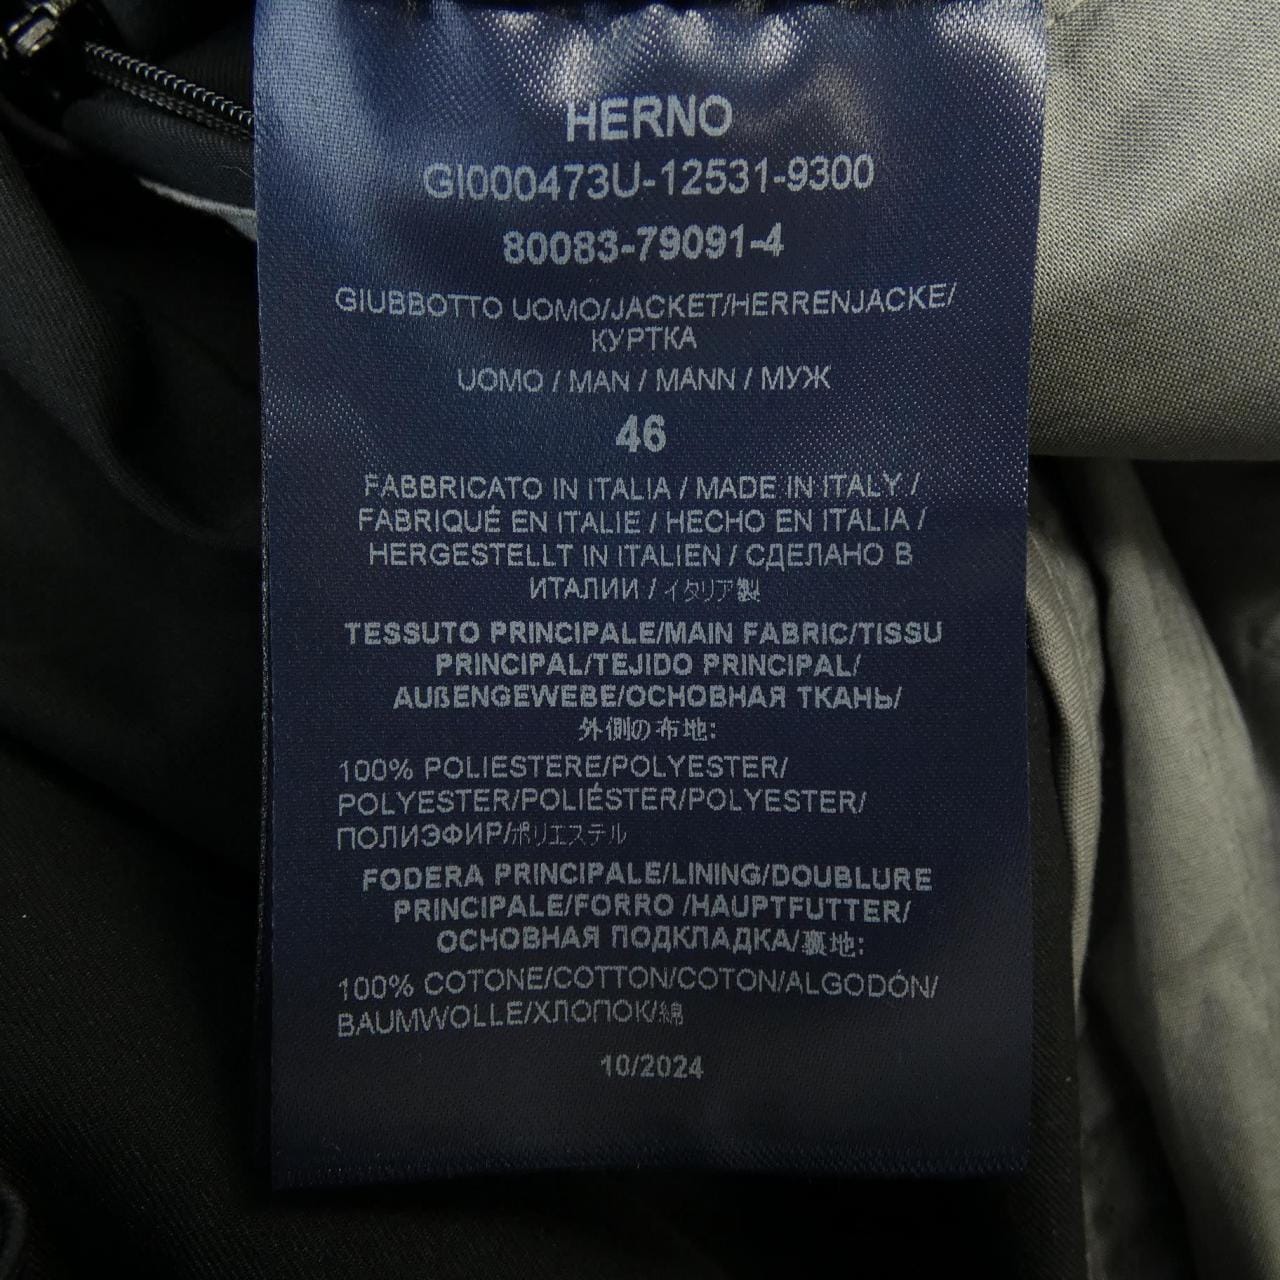 HERNO
GI000473U-12531-9300
80083-79091-4
GIUBBOTTO UOMO/JACKET/HERRENJACKE/
КУРТКА
UOMO / MAN / MANN / МУЖ
46
FABBRICATO IN ITALIA / MADE IN ITALY /
FABRIQUÉ EN ITALIE / HECHO EN ITALIA /
HERGESTELLT IN ITALIEN / СДЕЛАНО В
ИТАЛИИ / イタリア製
TESSUTO PRINCIPALE/MAIN FABRIC/TISSU
PRINCIPAL/TEJIDO PRINCIPAL/
AUßENGEWEBE/ОСНОВНАЯ ТКАНЬ/
外側の布地:
100% POLIESTERE/POLYESTER/
POLYESTER/POLIÉSTER/POLYESTER/
ПОЛИЭФИР/ポリエステル
FODERA PRINCIPALE/LINING/DOUBLURE
PRINCIPALE/FORRO /HAUPTFUTTER/
ОСНОВНАЯ ПОДКЛАДКА/裏地:
100% COTONE/COTTON/COTON/ALGODÓN/
BAUMWOLLE/ХЛОПОК/綿
10/2024